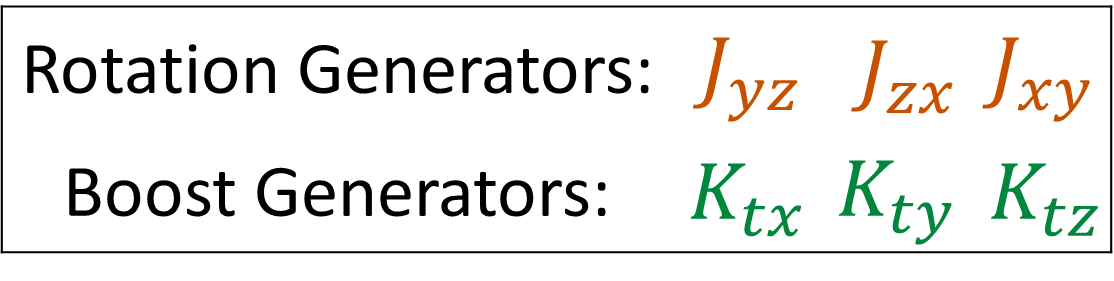 Rotation Generators: J_yz J_zx J_xy
Boost Generators: K_tx K_ty K_tz